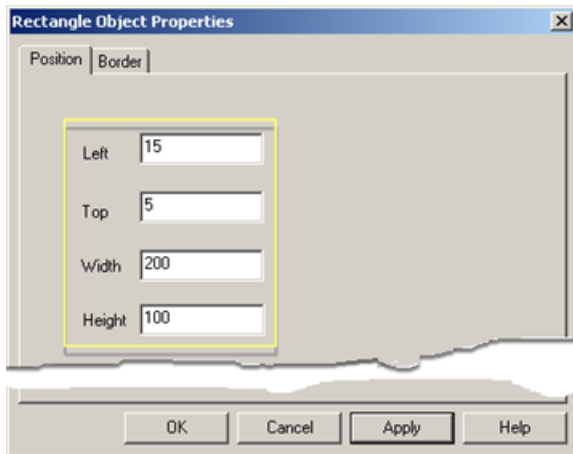 Rectangle Object Properties
Position Border
Left 15
Top 5
Width 200
Height 100
OK Cancel Apply Help